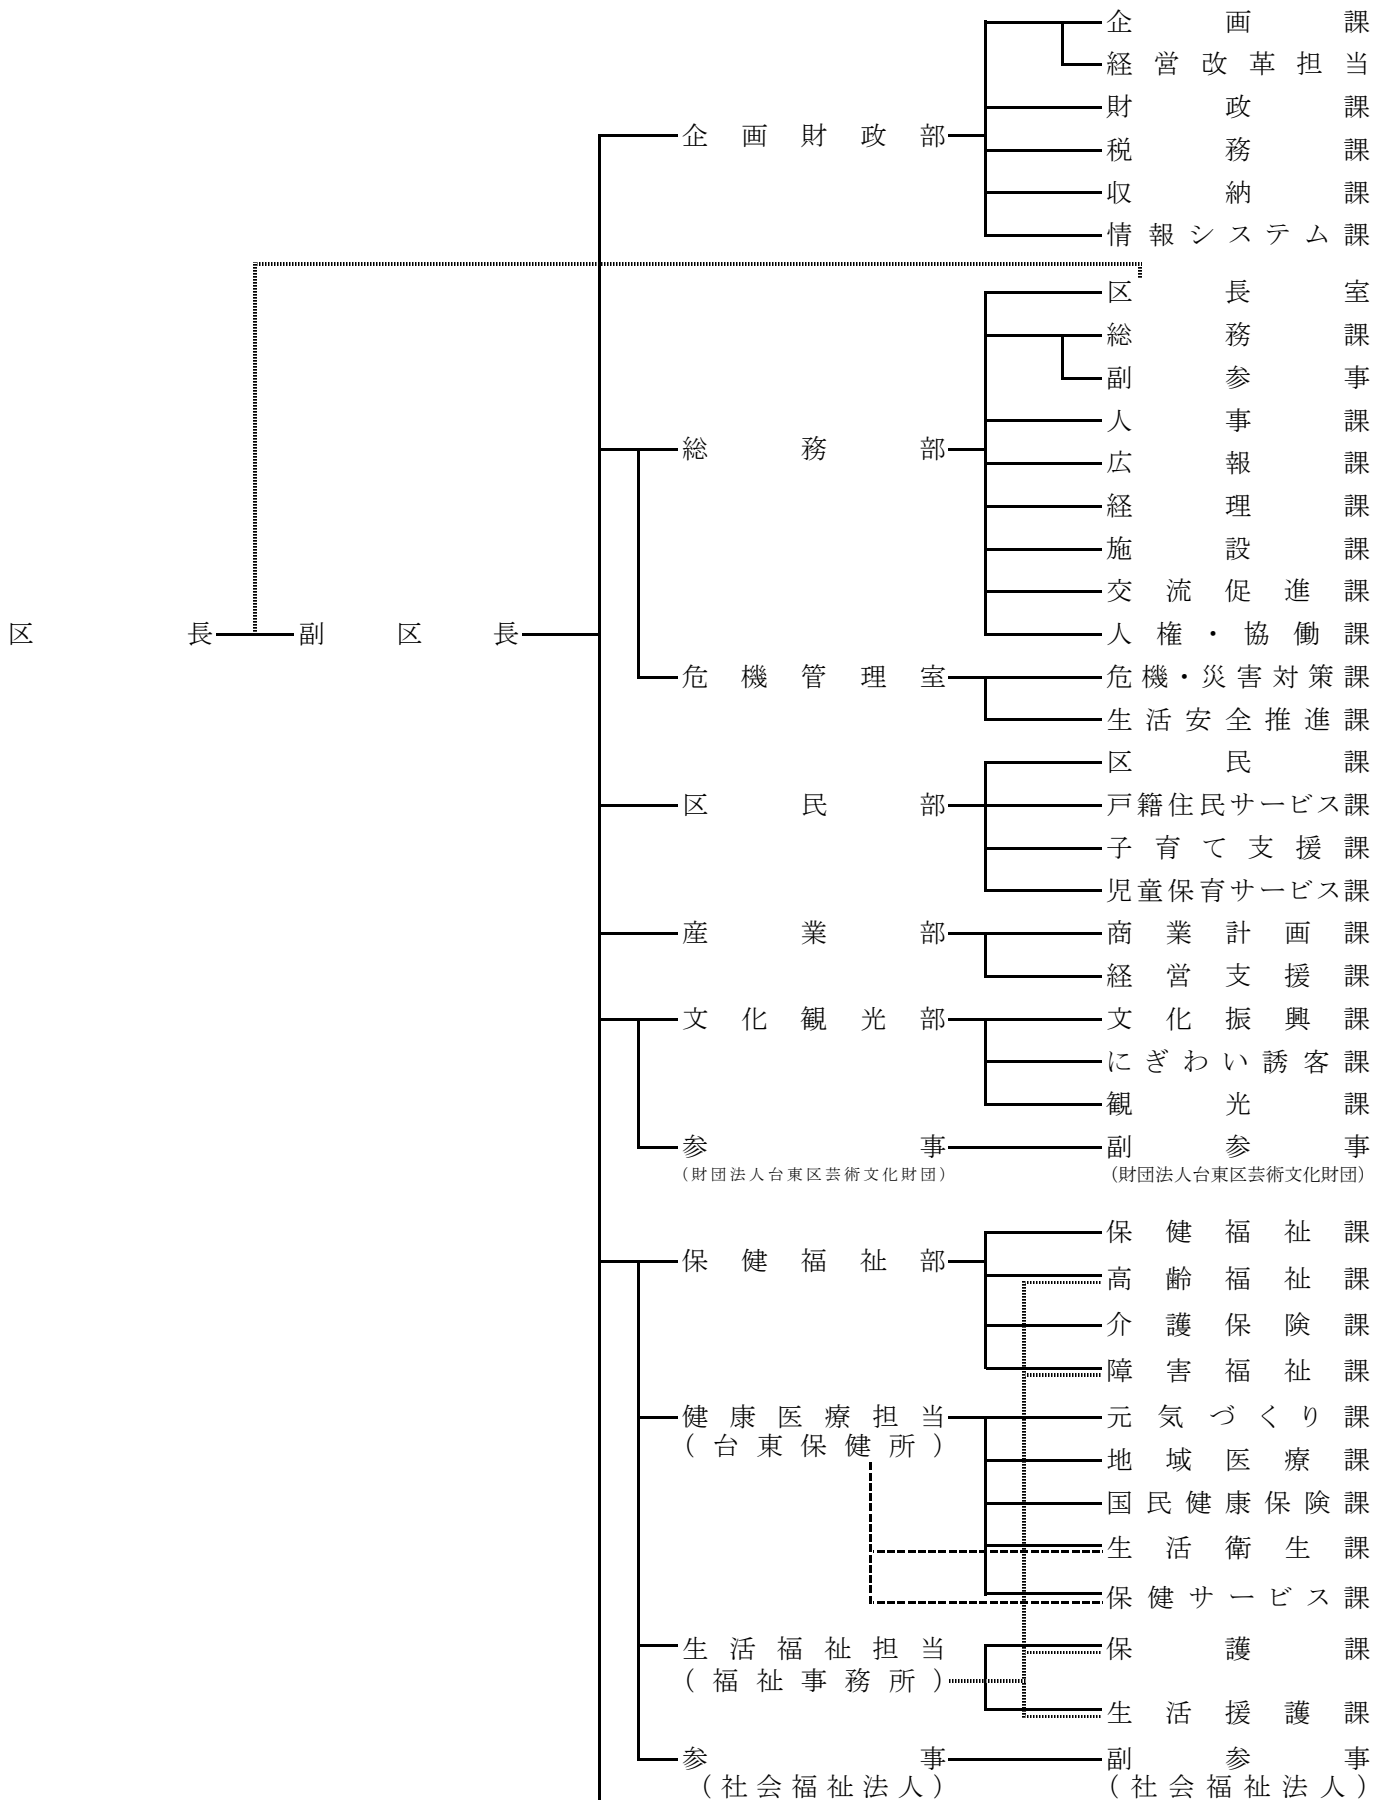 企画課
経営改革担当
財政課
企画財政部
税務課
収納課
情報システム課
区長室
総務課
副参事
人事課
総務部
広報課
経理課
施設課
交流促進課
区長
副区長
人権・協働課
危機管理室
危機・災害対策課
生活安全推進課
区民課
区民部
戸籍住民サービス課
子育て支援課
児童保育サービス課
産業部
商業計画課
経営支援課
文化観光部
文化振興課
にぎわい誘客課
観光課
参事
副参事
(財団法人台東区芸術文化財団)
(財団法人台東区芸術文化財団)
保健福祉課
保健福祉部
高齢福祉課
介護保険課
障害福祉課
健康医療担当
元気づくり課
(台東保健所)
地域医療課
国民健康保険課
生活衛生課
保健サービス課
生活福祉担当
保護課
(福祉事務所)
生活援護課
参事
副参事
(社会福祉法人)
(社会福祉法人)